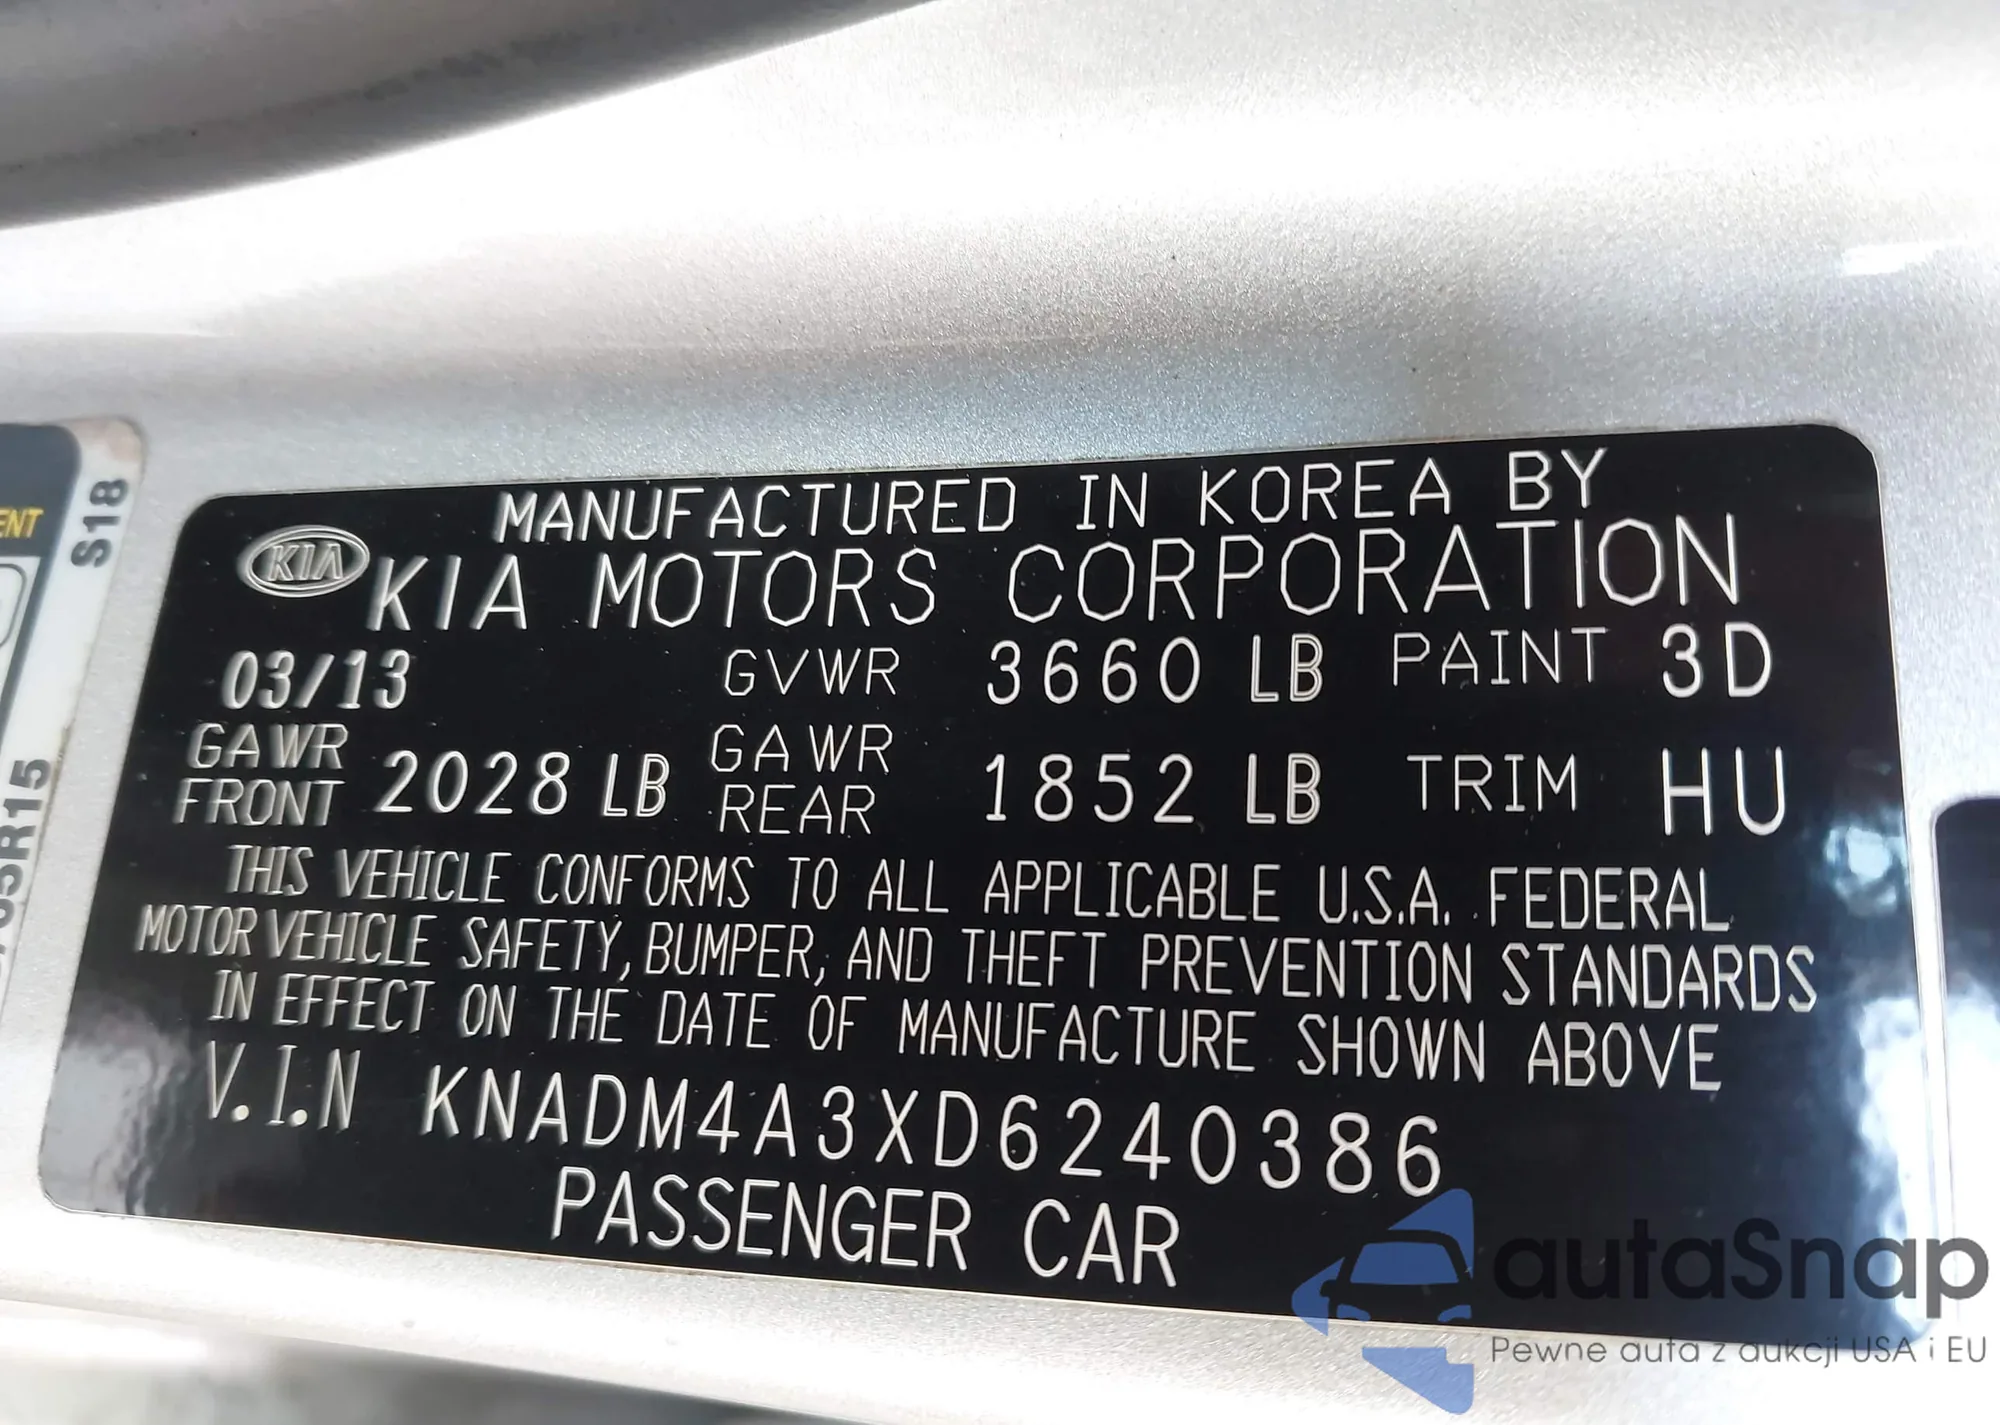 MANUFACTURED IN KOREA BY
KIA KIA MOTORS CORPORATION
03/13 GVWR 3660 LB PAINT 3D
GAWR FRONT 2028 LB GAWR REAR 1852 LB TRIM HU
THIS VEHICLE CONFORMS TO ALL APPLICABLE U.S.A. FEDERAL
MOTOR VEHICLE SAFETY, BUMPER, AND THEFT PREVENTION STANDARDS
IN EFFECT ON THE DATE OF MANUFACTURE SHOWN ABOVE
V.I.N KNADM4A3XD6240386
PASSENGER CAR
S18
autaSnap
Pewne auta z aukcji USA i EU